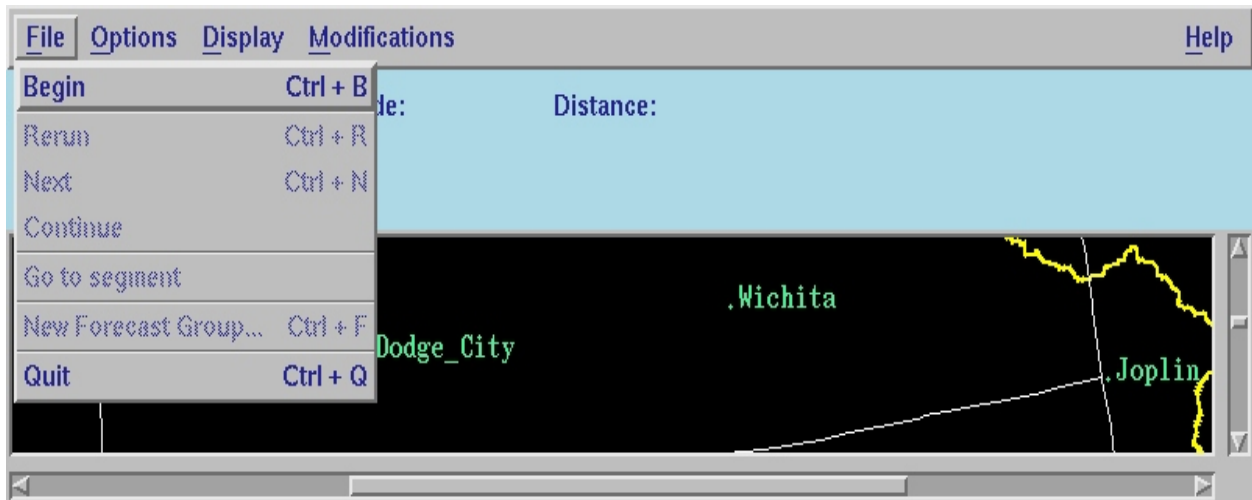 File Options Display Modifications Help
Begin Ctrl + B
de: Distance:
Rerun Ctrl + R
Next Ctrl + N
Continue
Go to segment
New Forecast Group... Ctrl + F
Quit Ctrl + Q
.Wichita
Dodge_City
.Joplin